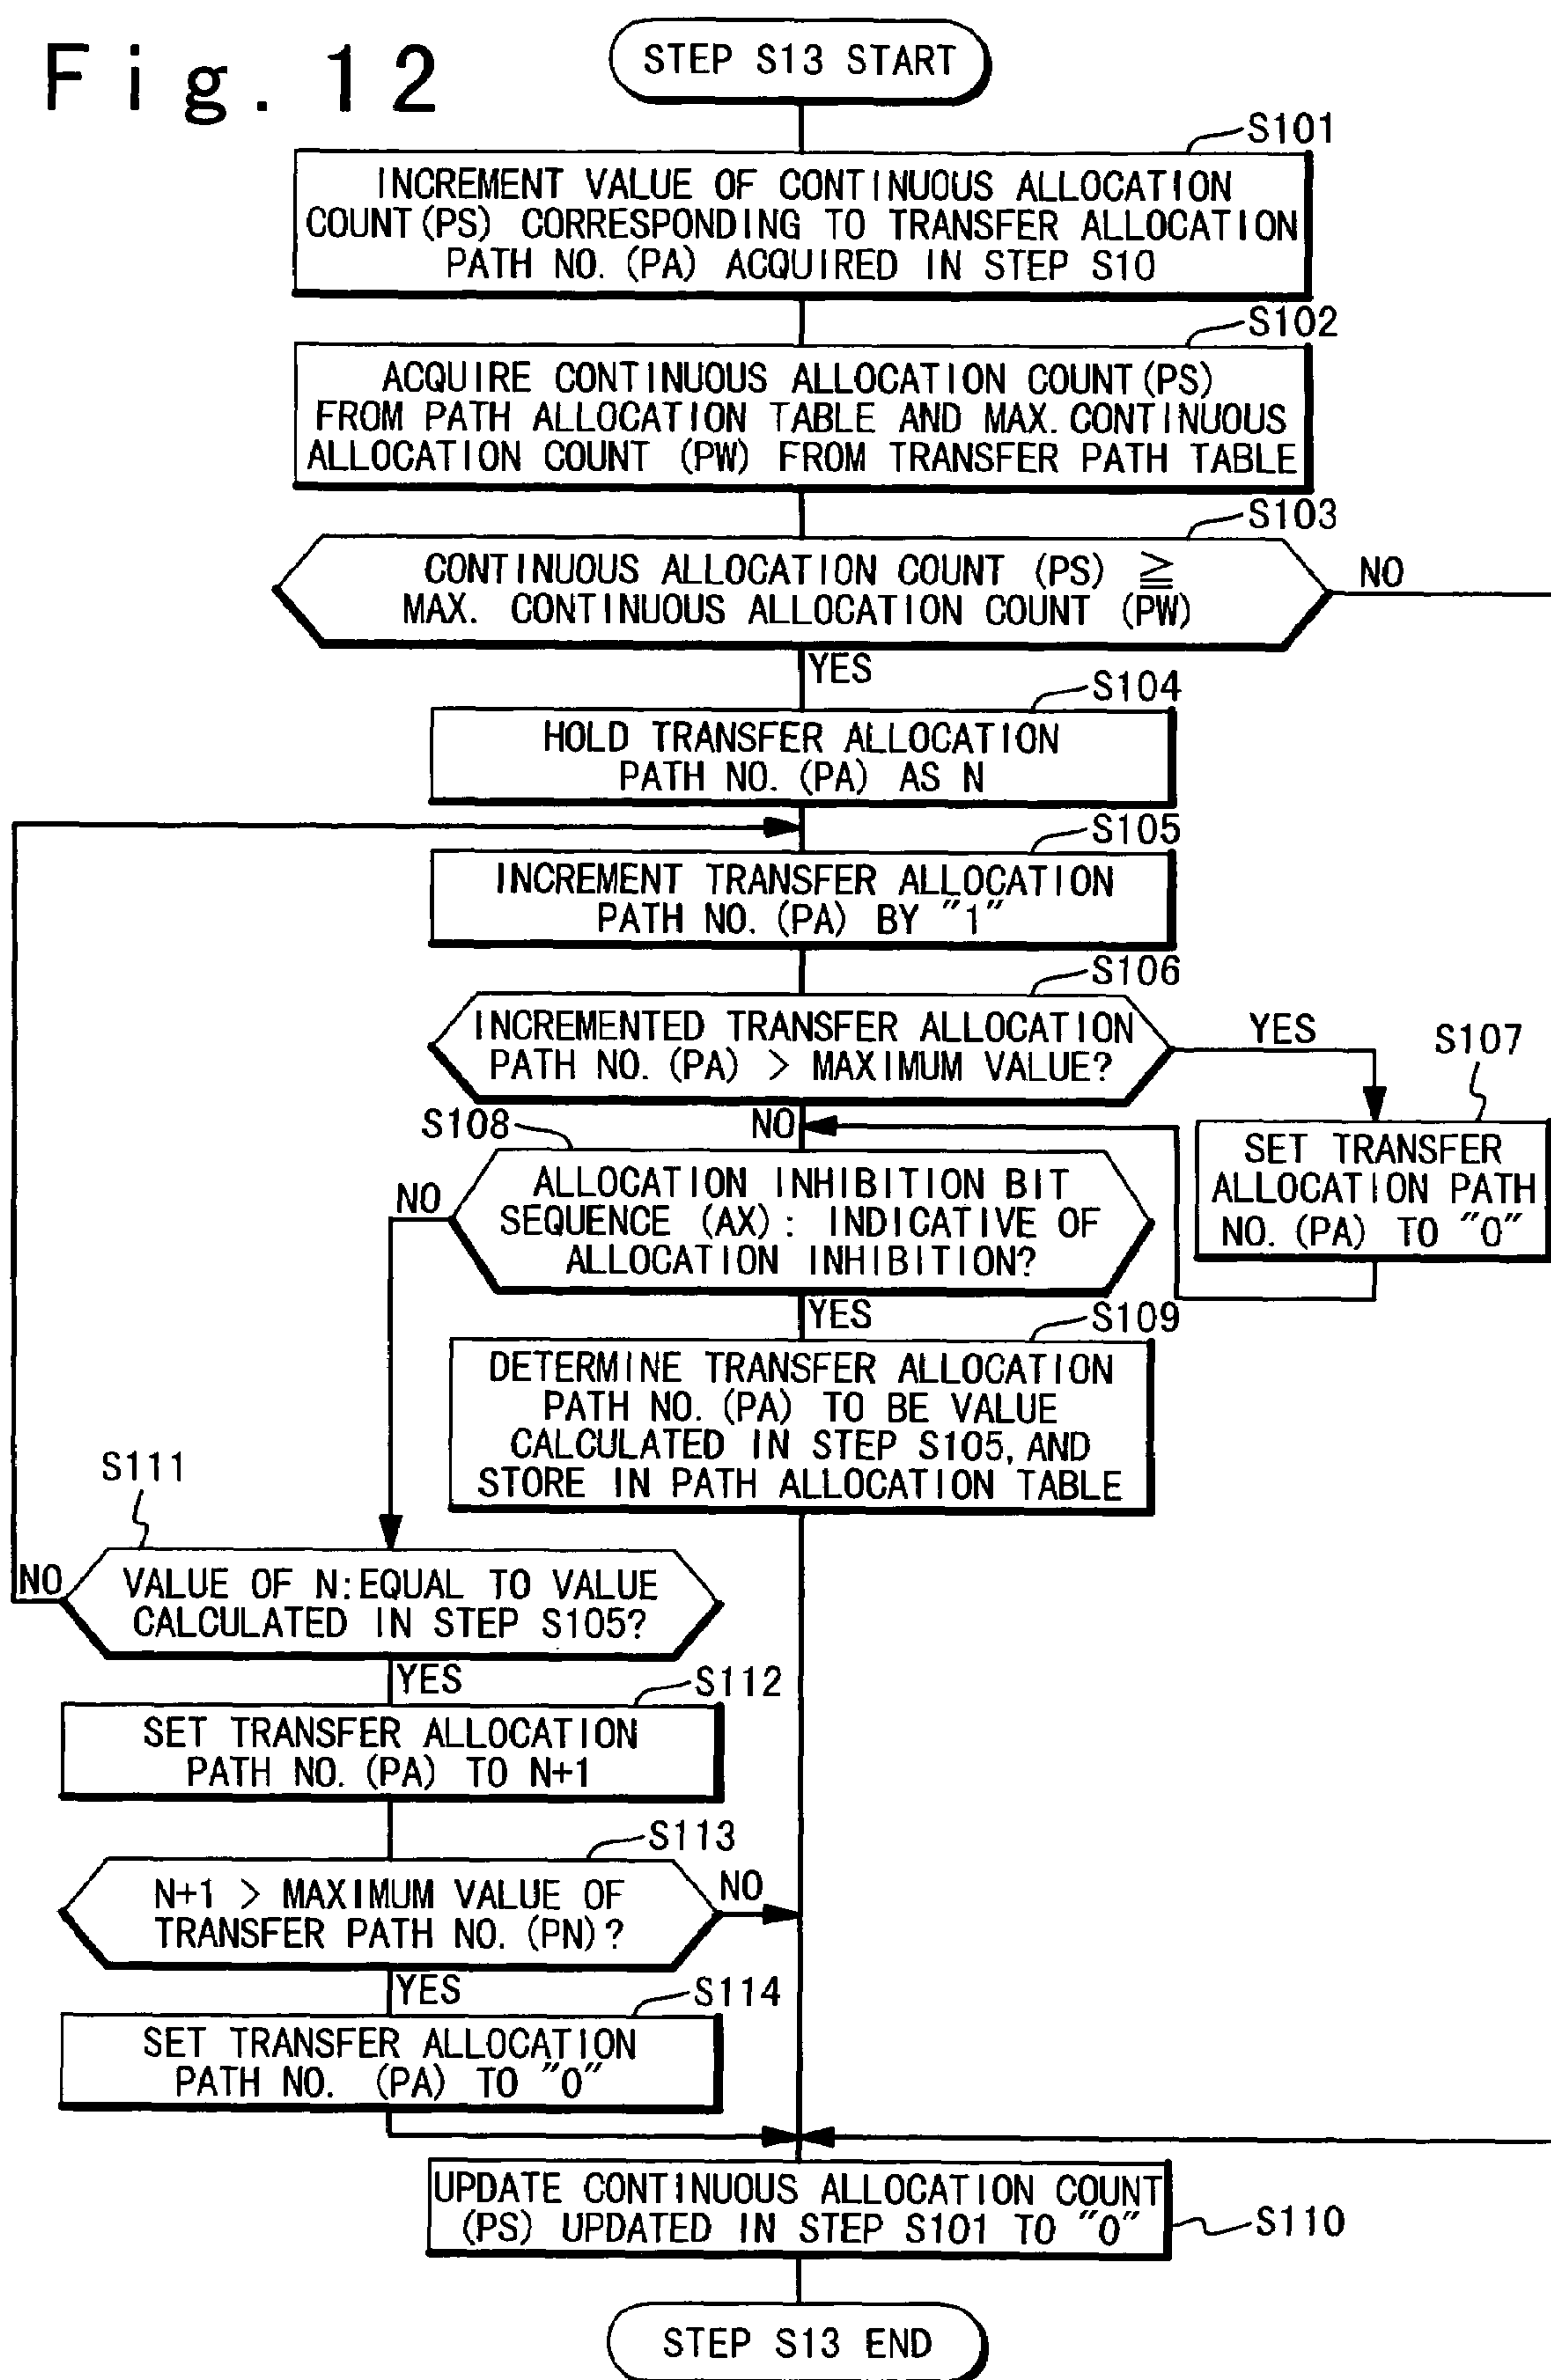 Fig. 12
STEP S13 START
S101
INCREMENT VALUE OF CONTINUOUS ALLOCATION
COUNT(PS) CORRESPONDING TO TRANSFER ALLOCATION
PATH NO. (PA) ACQUIRED IN STEP S10
S102
ACQUIRE CONTINUOUS ALLOCATION COUNT(PS)
FROM PATH ALLOCATION TABLE AND MAX. CONTINUOUS
ALLOCATION COUNT (PW) FROM TRANSFER PATH TABLE
S103
CONTINUOUS ALLOCATION COUNT (PS) ≧
MAX. CONTINUOUS ALLOCATION COUNT (PW)
NO
YES
S104
HOLD TRANSFER ALLOCATION
PATH NO. (PA) AS N
S105
INCREMENT TRANSFER ALLOCATION
PATH NO. (PA) BY "1"
S106
INCREMENTED TRANSFER ALLOCATION
PATH NO. (PA) > MAXIMUM VALUE?
YES
S107
SET TRANSFER
ALLOCATION PATH
NO. (PA) TO "0"
NO
S108
ALLOCATION INHIBITION BIT
SEQUENCE (AX): INDICATIVE OF
ALLOCATION INHIBITION?
NO
YES
S109
DETERMINE TRANSFER ALLOCATION
PATH NO. (PA) TO BE VALUE
CALCULATED IN STEP S105, AND
STORE IN PATH ALLOCATION TABLE
S111
VALUE OF N:EQUAL TO VALUE
CALCULATED IN STEP S105?
NO
YES
S112
SET TRANSFER ALLOCATION
PATH NO. (PA) TO N+1
S113
N+1 > MAXIMUM VALUE OF
TRANSFER PATH NO. (PN)?
NO
YES
S114
SET TRANSFER ALLOCATION
PATH NO. (PA) TO "0"
UPDATE CONTINUOUS ALLOCATION COUNT
(PS) UPDATED IN STEP S101 TO "0"
S110
STEP S13 END